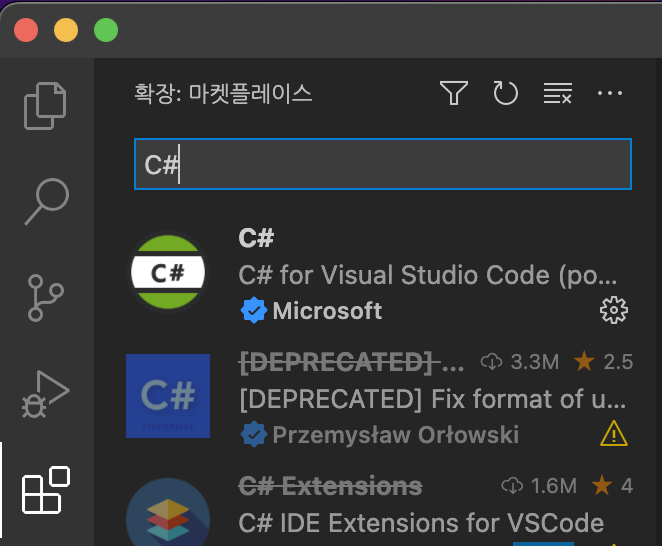 확장: 마켓플레이스
C#
C#
C#
C# for Visual Studio Code (po...
Microsoft
[DEPRECATED] ... 3.3M 2.5
C#
[DEPRECATED] Fix format of u...
Przemysław Orłowski
C# Extensions 1.6M 4
C# IDE Extensions for VSCode